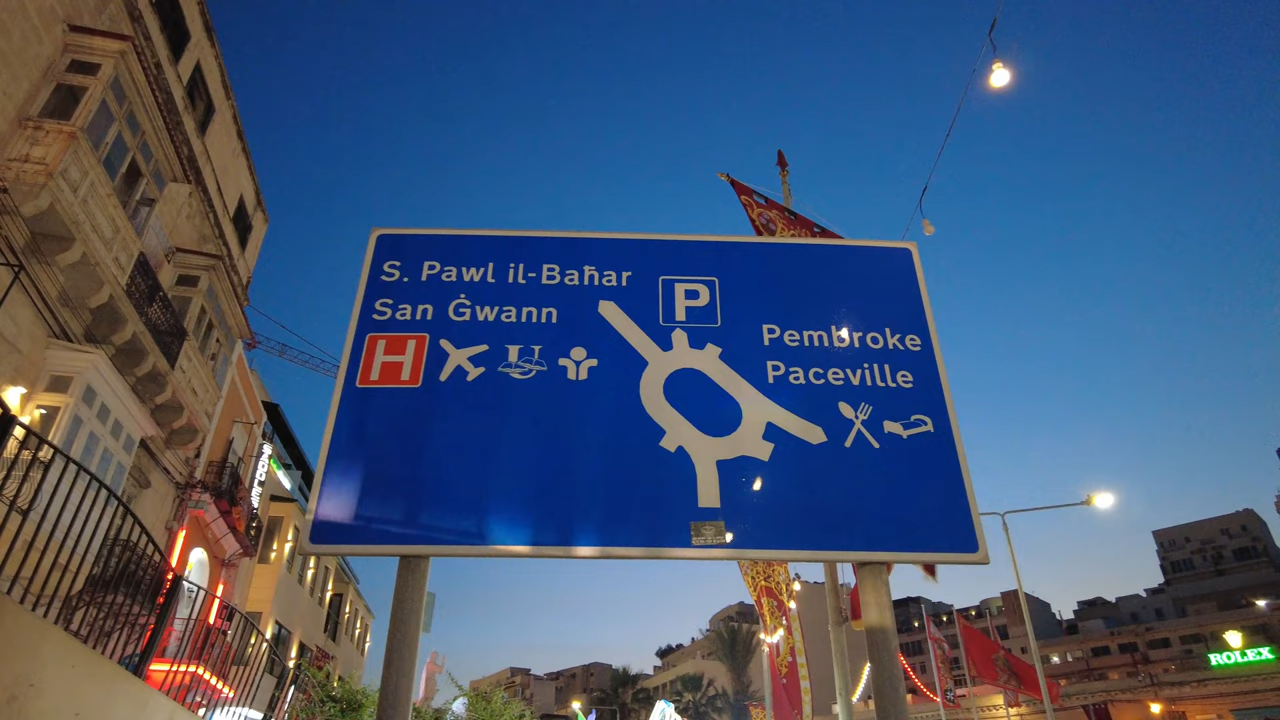 S. Pawl il-Baħar
San Ġwann
H
P
Pembroke
Paceville
ROLEX